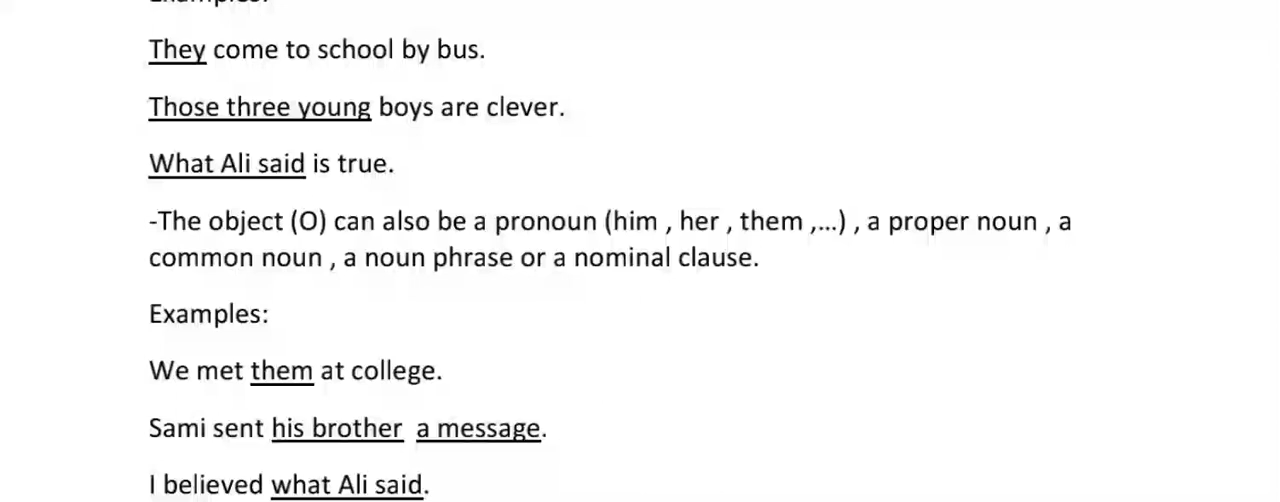 Examples:
They come to school by bus.
Those three young boys are clever.
What Ali said is true.
-The object (O) can also be a pronoun (him , her , them ,...) , a proper noun , a
common noun , a noun phrase or a nominal clause.
Examples:
We met them at college.
Sami sent his brother  a message.
I believed what Ali said.